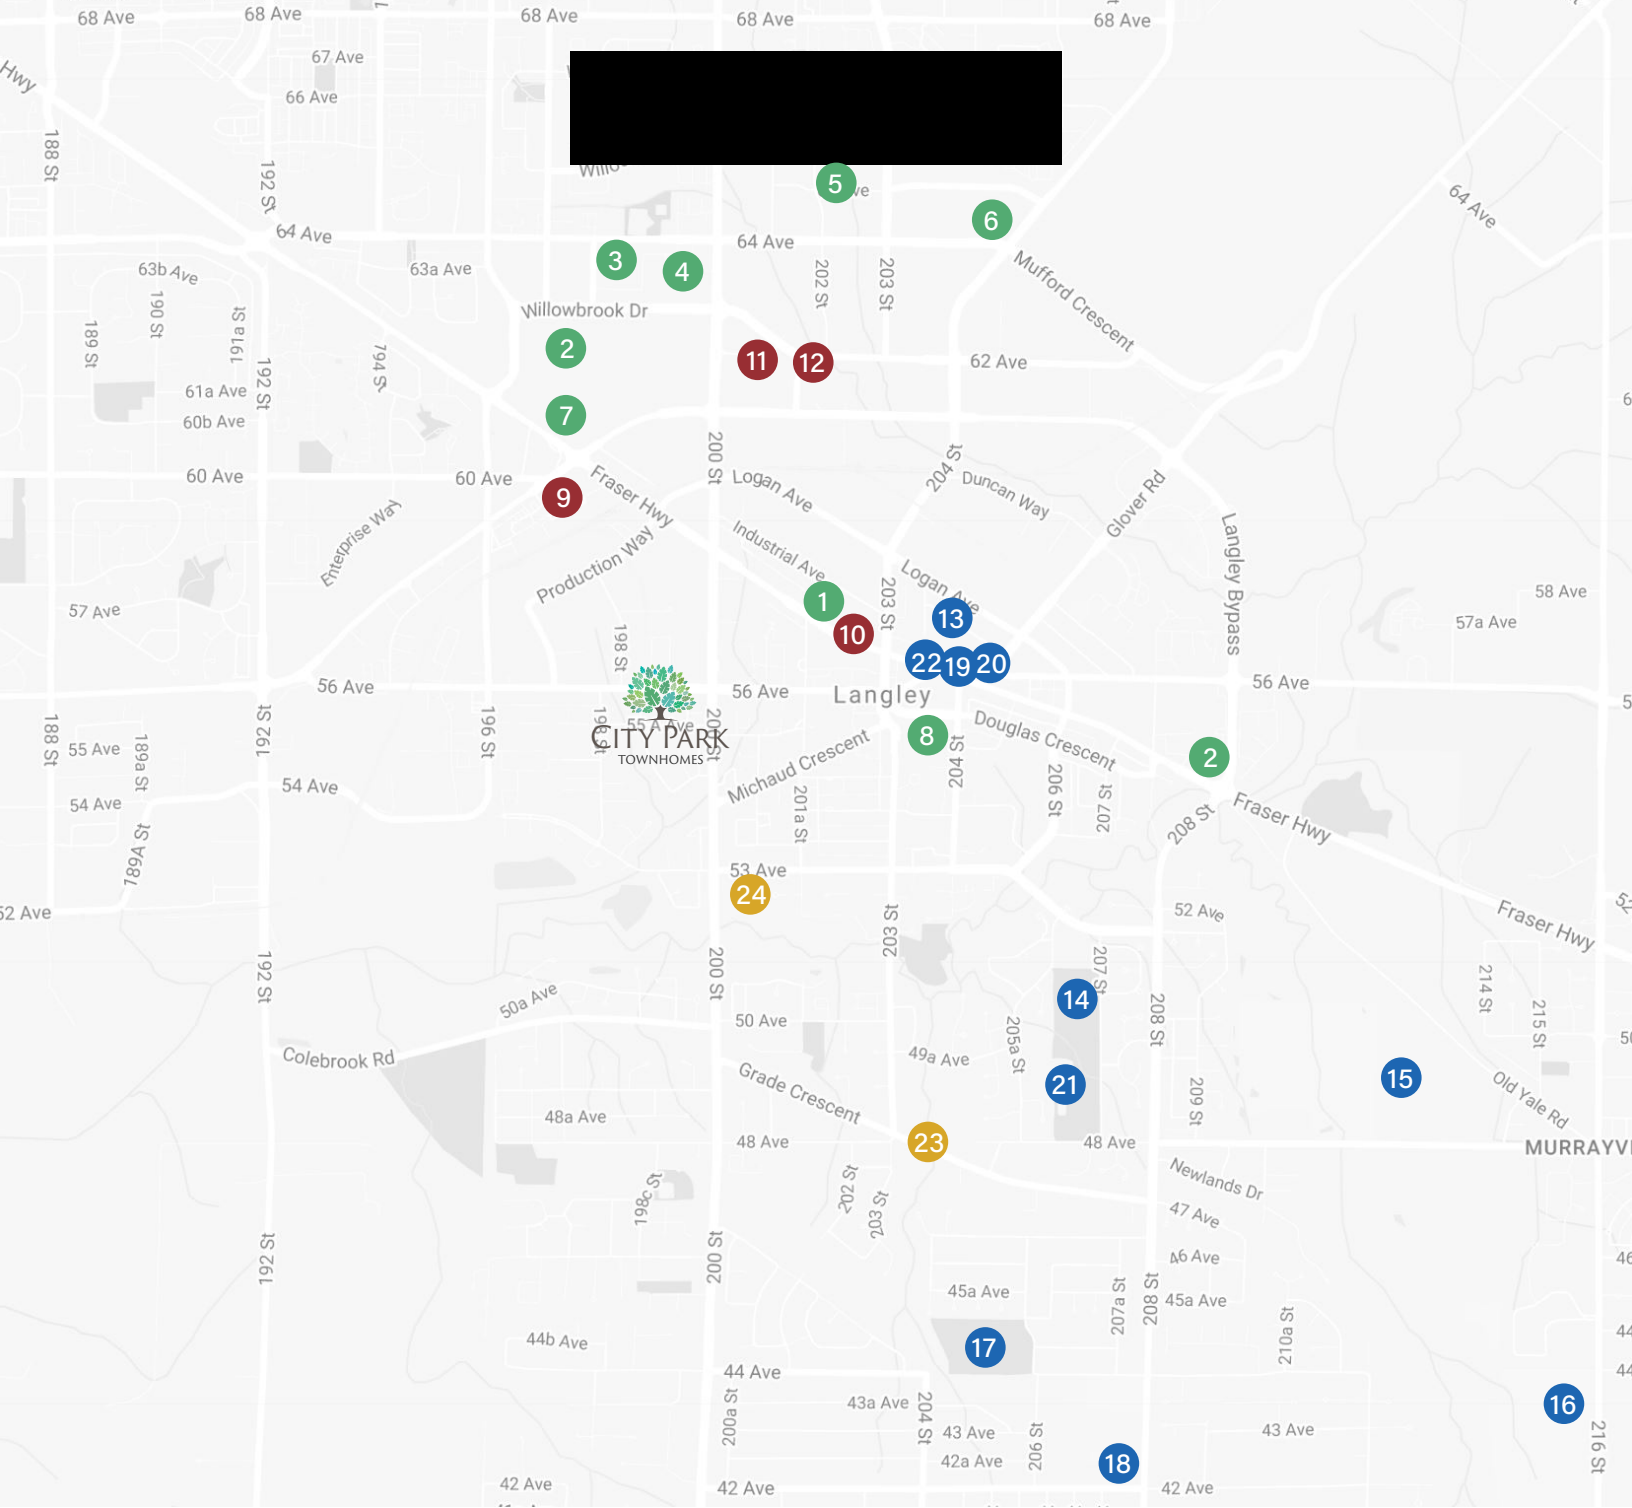 68 Ave
68 Ave
68 Ave
68 Ave
68 Ave
67 Ave
Hwy
66 Ave
188 St
192 St
5
6
64 Ave
64 Ave
64 Ave
3
4
63b Ave
63a Ave
202 St
203 St
Mufford Crescent
190 St
191a St
189 St
Willowbrook Dr
794 St
2
11
12
62 Ave
192 St
61a Ave
60b Ave
7
200 St
204 St
60 Ave
60 Ave
Logan Ave
Duncan Way
Glover Rd
9
Fraser Hwy
Enterprise Way
Production Way
Industrial Ave
Logan Ave
Langley Bypass
58 Ave
57 Ave
57a Ave
1
203 St
13
10
198 St
22
19
20
56 Ave
56 Ave
56 Ave
Langley
55 A Ave
CITY PARK
TOWNHOMES
188 St
189a St
192 St
196 St
198 St
200 St
8
Douglas Crescent
2
55 Ave
Michaud Crescent
204 St
206 St
207 St
54 Ave
54 Ave
201a St
208 St
Fraser Hwy
189A St
53 Ave
24
52 Ave
52 Ave
203 St
Fraser Hwy
192 St
200 St
207 St
214 St
14
50a Ave
50 Ave
205a St
208 St
215 St
Colebrook Rd
49a Ave
Grade Crescent
21
15
209 St
Old Yale Rd
48a Ave
48 Ave
23
48 Ave
MURRAYVI
Newlands Dr
198c St
202 St
203 St
47 Ave
192 St
200 St
46 Ave
45a Ave
207a St
208 St
45a Ave
44b Ave
17
210a St
44 Ave
200a St
43a Ave
204 St
43 Ave
206 St
43 Ave
16
216 St
42a Ave
18
42 Ave
42 Ave
42 Ave